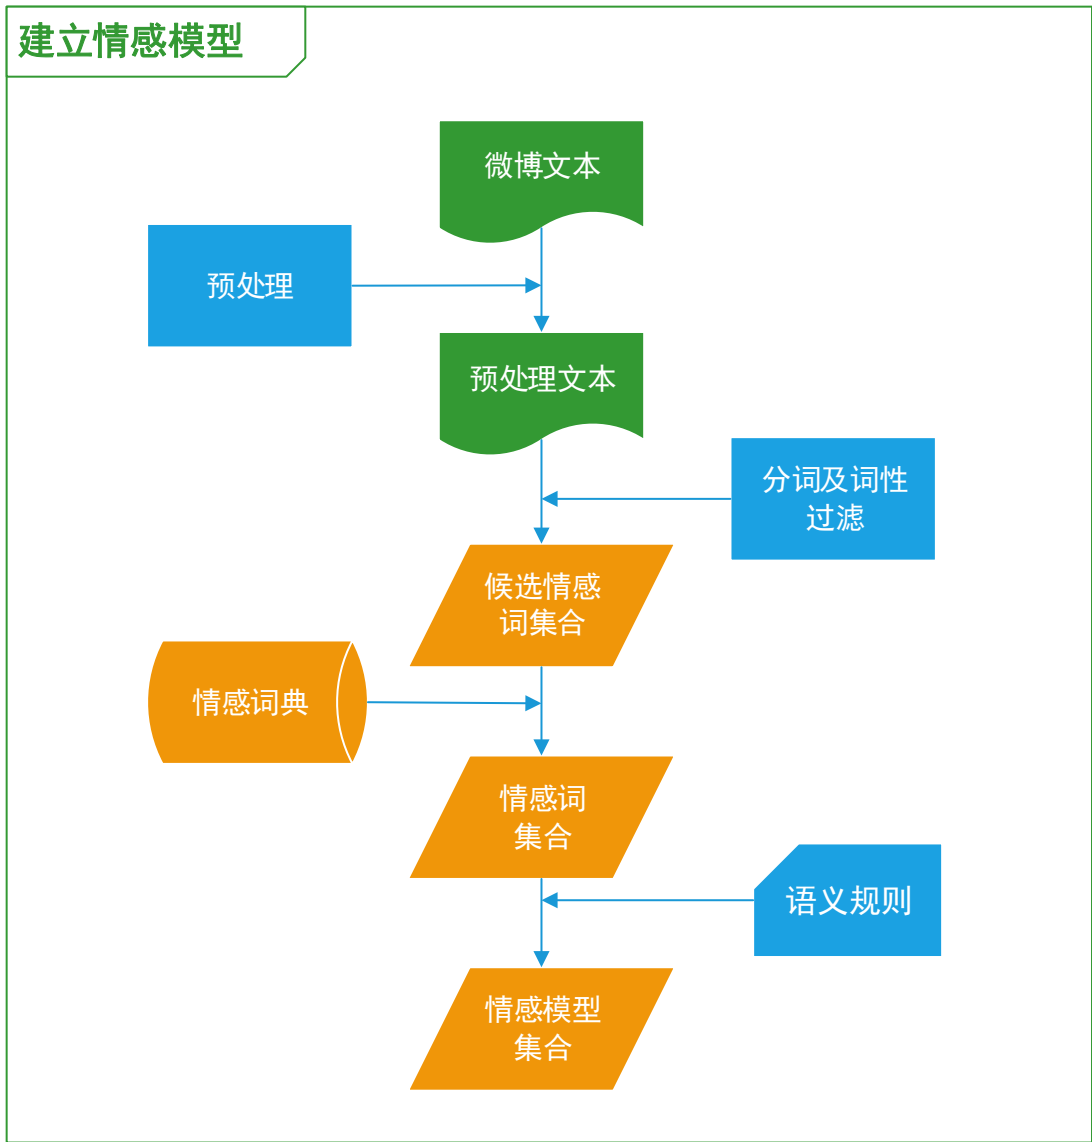 建立情感模型
微博文本
预处理
预处理文本
分词及词性
过滤
候选情感
词集合
情感词典
情感词
集合
语义规则
情感模型
集合